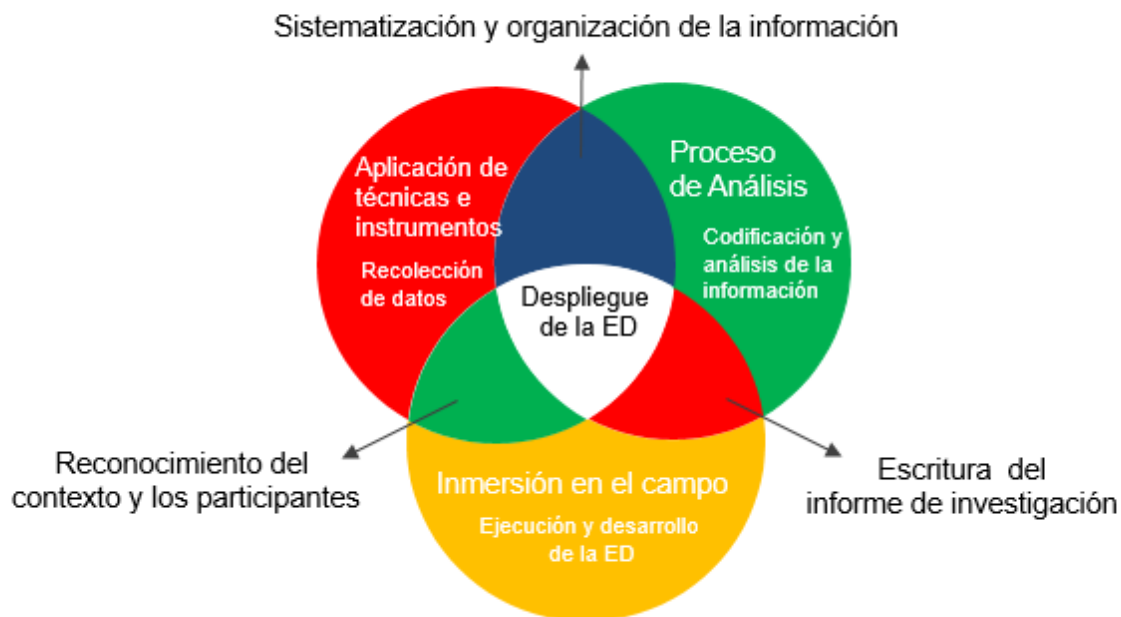 Sistematización y organización de la información
Aplicación de
técnicas e
instrumentos
Recolección
de datos
Proceso
de Análisis
Codificación y
análisis de la
información
Despliegue
de la ED
Reconocimiento del
contexto y los participantes
Inmersión en el campo
Ejecución y desarrollo
de la ED
Escritura del
informe de investigación